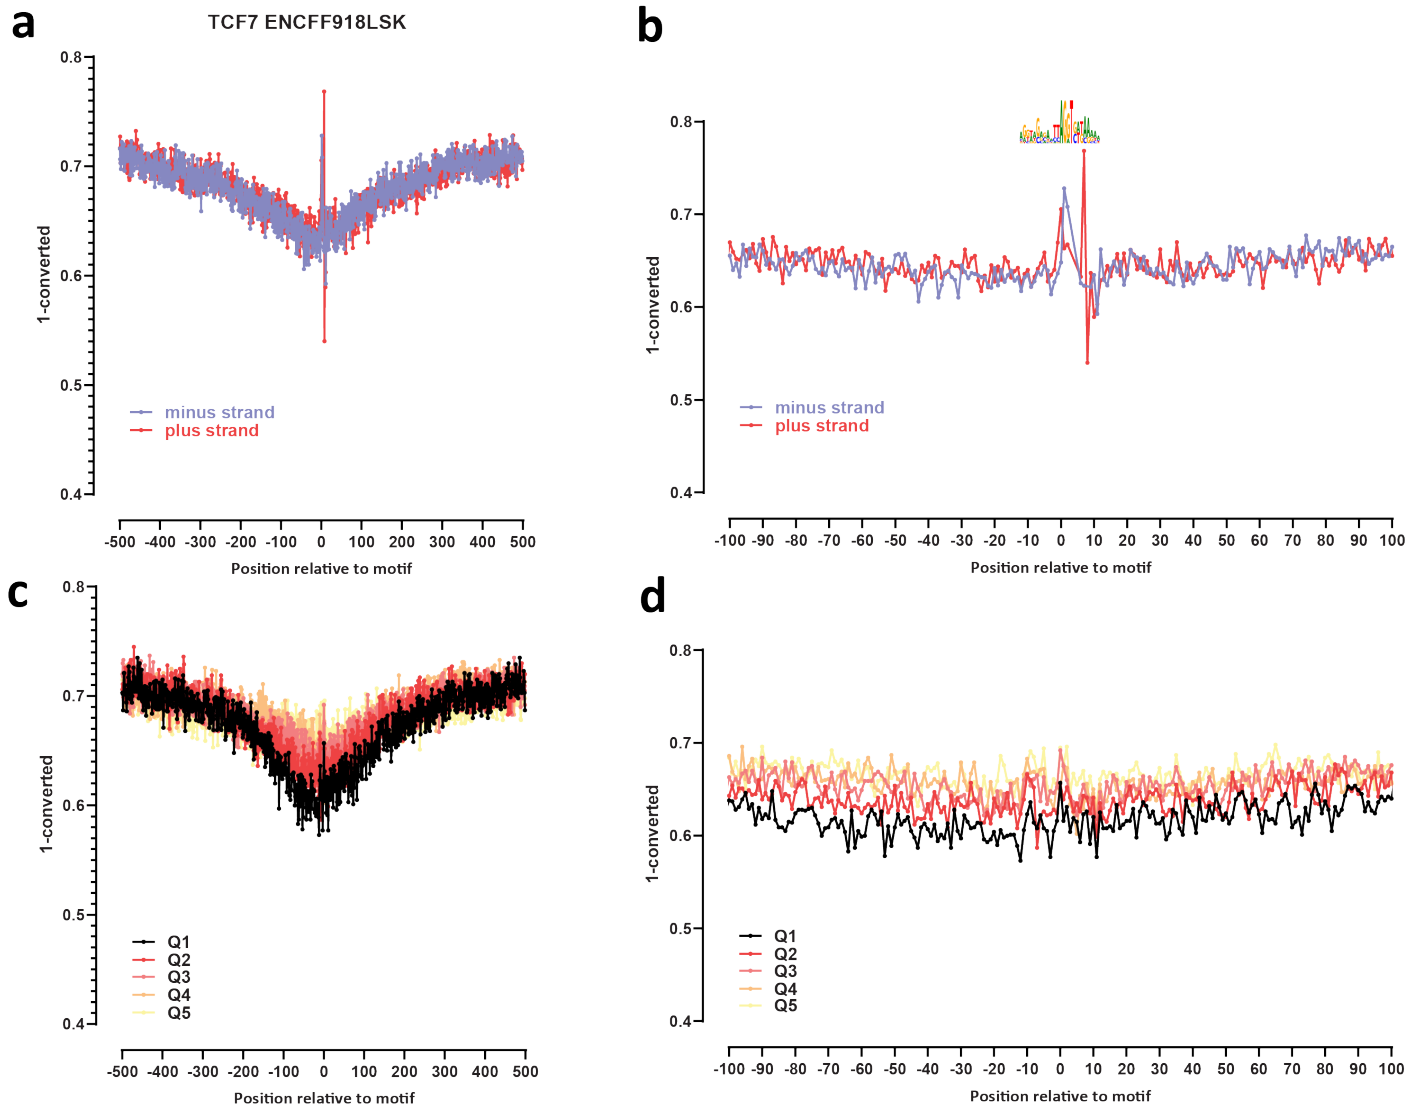 a
TCF7 ENCFF918LSK
0.8
0.7
0.6
0.5
0.4
1-converted
minus strand
plus strand
-500 -400 -300 -200 -100 0 100 200 300 400 500
Position relative to motif
b
0.8
0.7
0.6
0.5
0.4
1-converted
minus strand
plus strand
-100 -90 -80 -70 -60 -50 -40 -30 -20 -10 0 10 20 30 40 50 60 70 80 90 100
Position relative to motif
c
0.8
0.7
0.6
0.5
0.4
1-converted
Q1
Q2
Q3
Q4
Q5
-500 -400 -300 -200 -100 0 100 200 300 400 500
Position relative to motif
d
0.8
0.7
0.6
0.5
0.4
1-converted
Q1
Q2
Q3
Q4
Q5
-100 -90 -80 -70 -60 -50 -40 -30 -20 -10 0 10 20 30 40 50 60 70 80 90 100
Position relative to motif